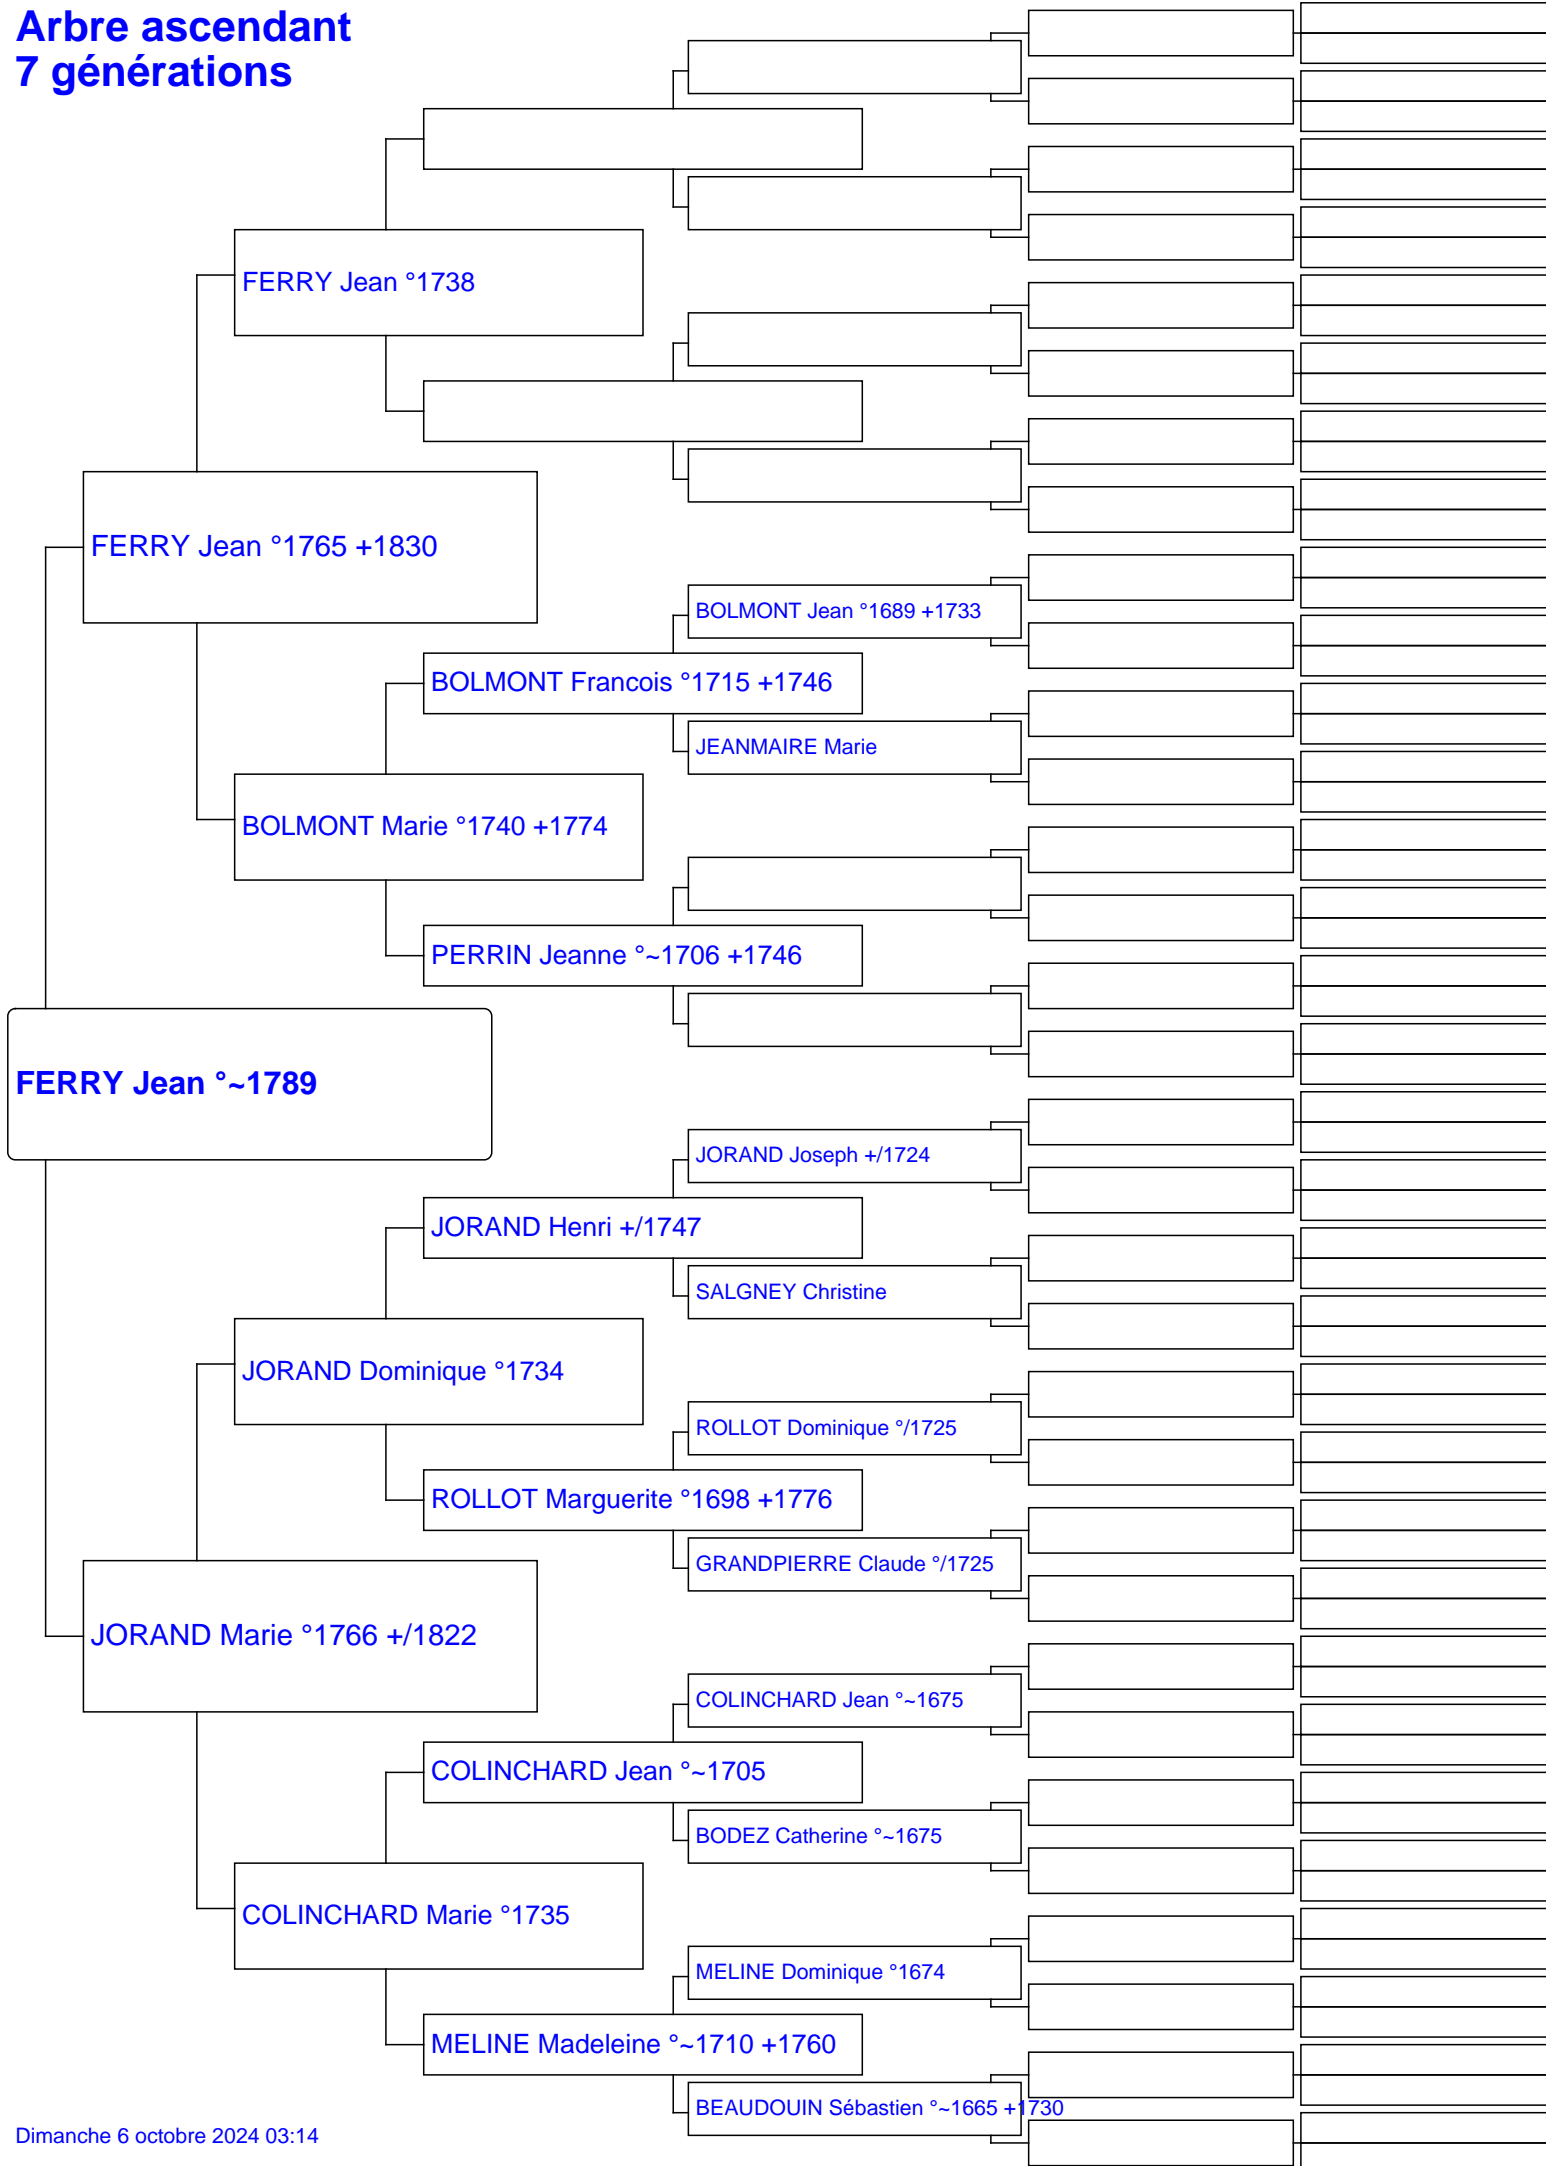 Arbre ascendant
7 générations
FERRY Jean °1738
FERRY Jean °1765 +1830
BOLMONT Jean °1689 +1733
BOLMONT Francois °1715 +1746
JEANMAIRE Marie
BOLMONT Marie °1740 +1774
PERRIN Jeanne °~1706 +1746
FERRY Jean °~1789
JORAND Joseph +/1724
JORAND Henri +/1747
SALGNEY Christine
JORAND Dominique °1734
ROLLOT Dominique °/1725
ROLLOT Marguerite °1698 +1776
GRANDPIERRE Claude °/1725
JORAND Marie °1766 +/1822
COLINCHARD Jean °~1675
COLINCHARD Jean °~1705
BODEZ Catherine °~1675
COLINCHARD Marie °1735
MELINE Dominique °1674
MELINE Madeleine °~1710 +1760
BEAUDOUIN Sébastien °~1665 +1730
Dimanche 6 octobre 2024 03:14